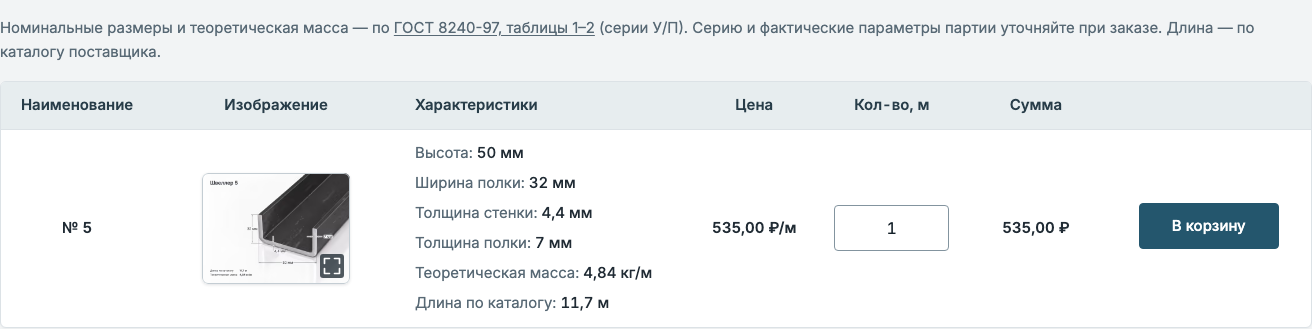 Номинальные размеры и теоретическая масса — по ГОСТ 8240-97, таблицы 1–2 (серии У/П). Серию и фактические параметры партии уточняйте при заказе. Длина — по
каталогу поставщика.
Наименование Изображение Характеристики Цена Кол-во, м Сумма
№ 5
Швеллер 5
Высота: 50 мм
Ширина полки: 32 мм
Толщина стенки: 4,4 мм
Толщина полки: 7 мм
Теоретическая масса: 4,84 кг/м
Длина по каталогу: 11,7 м
535,00 ₽/м
1
535,00 ₽
В корзину